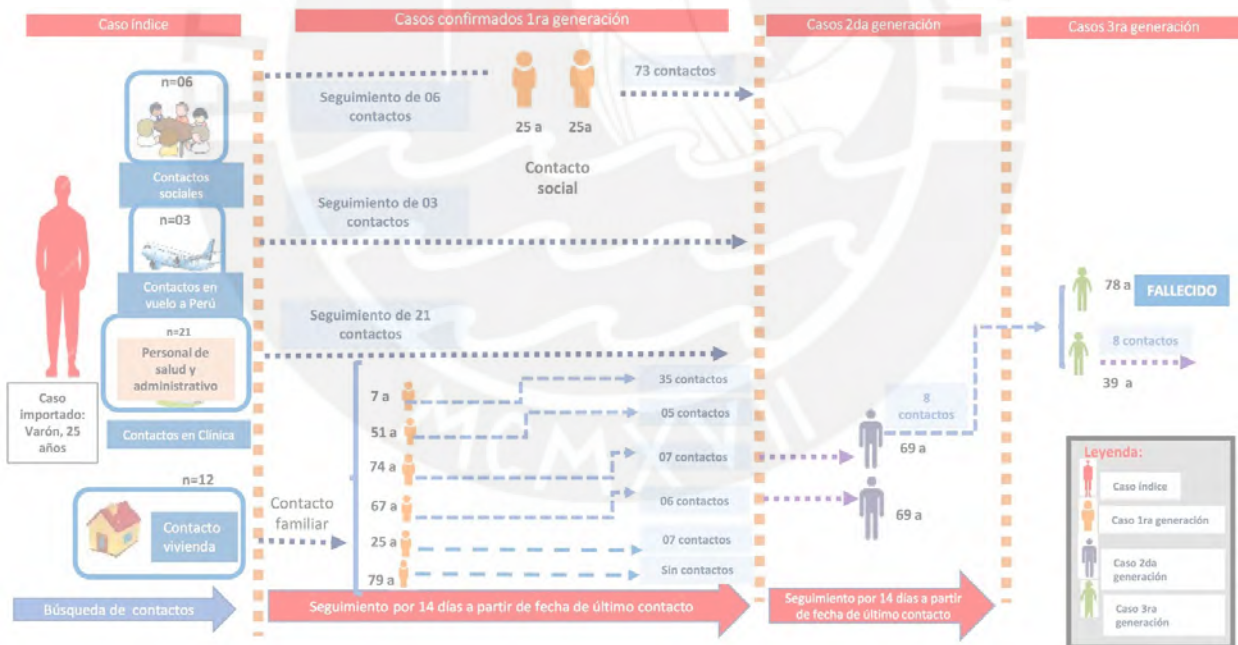 Caso índice
Casos confirmados 1ra generación
Casos 2da generación
Casos 3ra generación
n=06
Contactos
sociales
n=03
Contactos en
vuelo a Perú
n=21
Personal de
salud y
administrativo
Contactos en Clínica
Caso
importado:
Varón, 25
años
n=12
Contacto
vivienda
Búsqueda de contactos
Seguimiento de 06
contactos
25 a
25a
73 contactos
Contacto
social
Seguimiento de 03
contactos
Seguimiento de 21
contactos
Contacto
familiar
7 a
51 a
74 a
67 a
25 a
79 a
35 contactos
05 contactos
07 contactos
06 contactos
07 contactos
Sin contactos
Seguimiento por 14 días a partir de fecha de último contacto
69 a
69 a
8
contactos
Seguimiento por 14 días a partir
de fecha de último contacto
78 a
FALLECIDO
8 contactos
39 a
Leyenda:
Caso índice
Caso 1ra generación
Caso 2da
generación
Caso 3ra
generación
MCMXVII